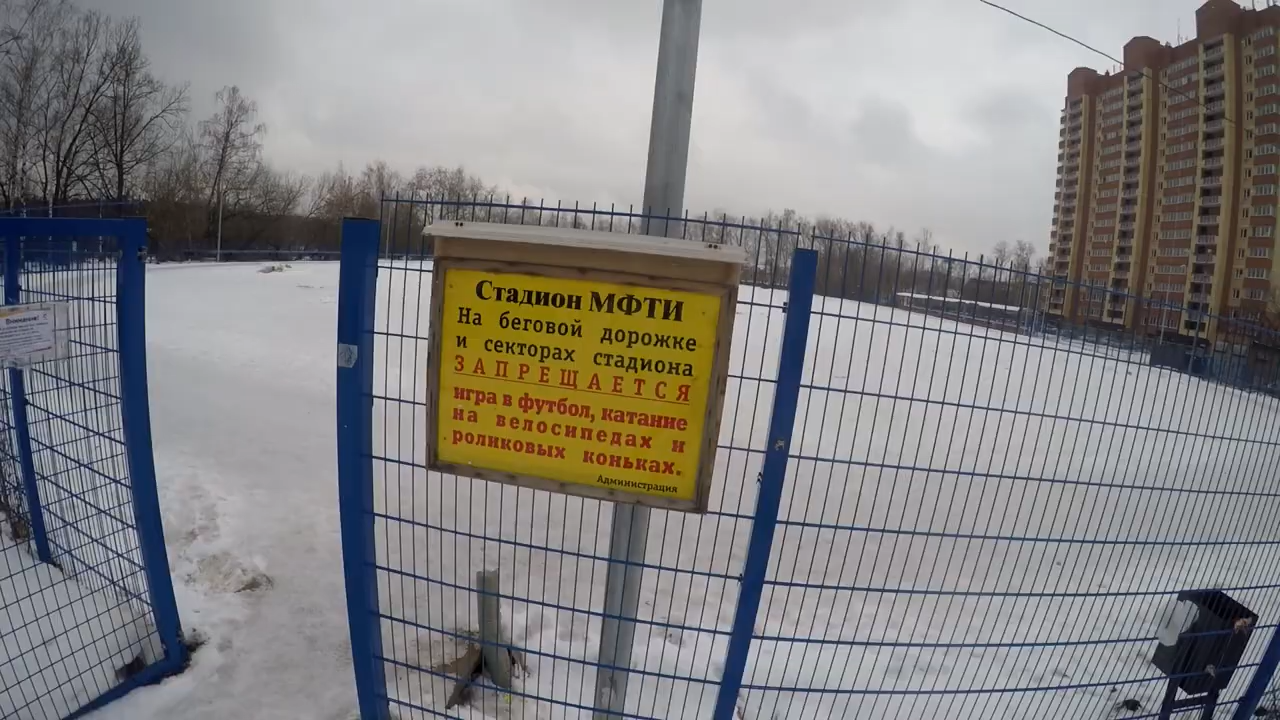 Стадион МФТИ
На беговой дорожке
и секторах стадиона
ЗАПРЕЩАЕТСЯ
игра в футбол, катание
на велосипедах и
роликовых коньках.
Администрация